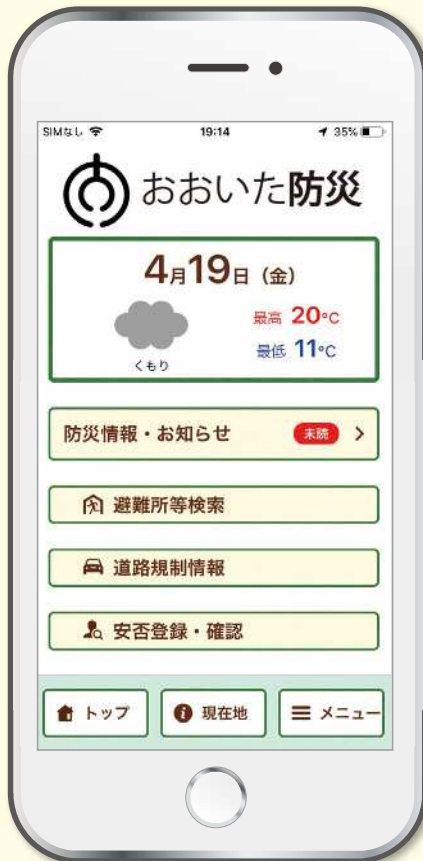 SIMなし 19:14 35%
おおいた防災
4月19日（金）
最高 20℃
最低 11℃
くもり
防災情報・お知らせ 未読 >
避難所等検索
道路規制情報
安否登録・確認
トップ 現在地 メニュー